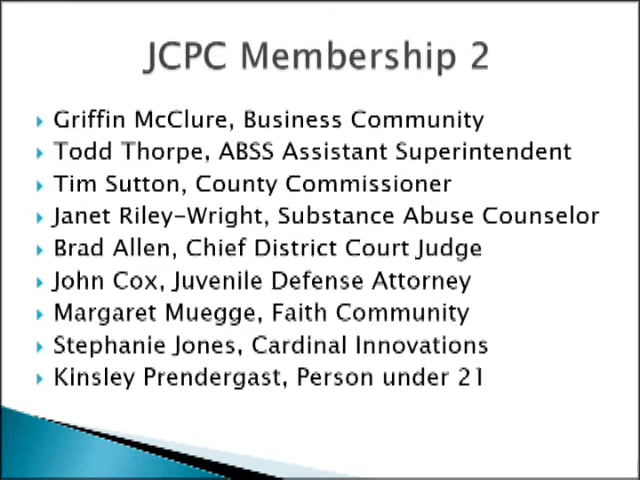 JCPC Membership 2
Griffin McClure, Business Community
Todd Thorpe, ABSS Assistant Superintendent
Tim Sutton, County Commissioner
Janet Riley-Wright, Substance Abuse Counselor
Brad Allen, Chief District Court Judge
John Cox, Juvenile Defense Attorney
Margaret Muegge, Faith Community
Stephanie Jones, Cardinal Innovations
Kinsley Prendergast, Person under 21